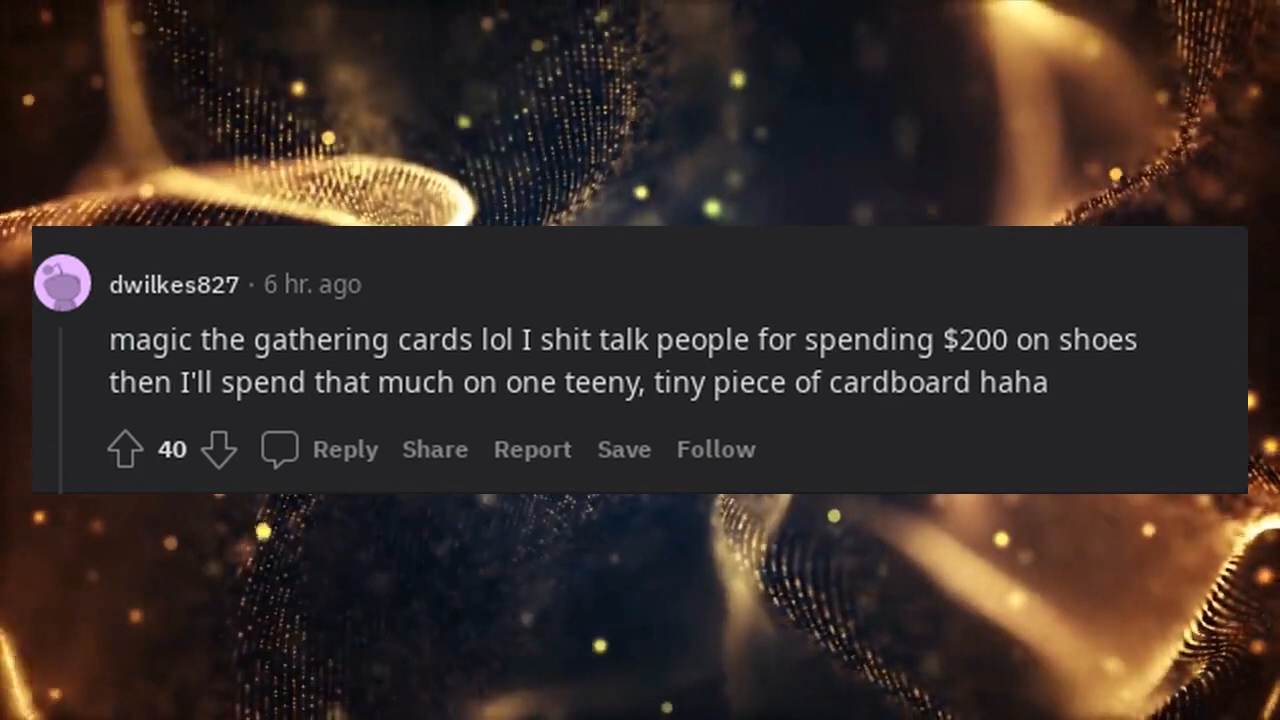 dwilkes827 · 6 hr. ago
magic the gathering cards lol I shit talk people for spending $200 on shoes
then I'll spend that much on one teeny, tiny piece of cardboard haha
40 Reply Share Report Save Follow